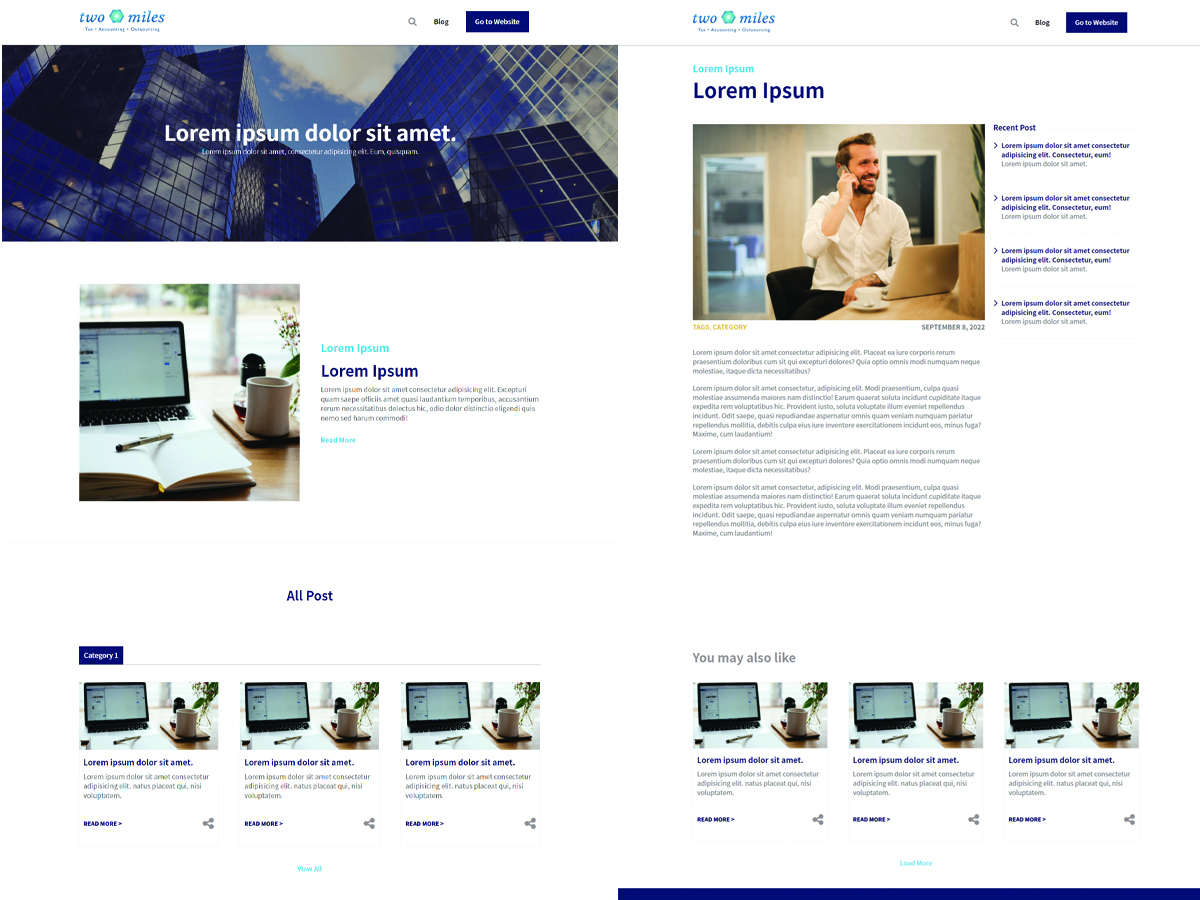 two miles
Tax • Accounting • Outsourcing
Blog
Go to Website
Lorem ipsum dolor sit amet.
Lorem ipsum dolor sit amet, consectetur adipisicing elit. Eum, quisquam.
Lorem Ipsum
Lorem Ipsum
Lorem ipsum dolor sit amet consectetur adipisicing elit. Excepturi
quam saepe officiis amet quasi laudantium temporibus, accusantium
rerum necessitatibus delectus hic, odio dolor distinctio eligendi quis
nemo sed harum commodi!
Read More
All Post
Category 1
Lorem ipsum dolor sit amet.
Lorem ipsum dolor sit amet consectetur
adipisicing elit. natus placeat qui, nisi
voluptatem.
READ MORE >
Lorem ipsum dolor sit amet.
Lorem ipsum dolor sit amet consectetur
adipisicing elit. natus placeat qui, nisi
voluptatem.
READ MORE >
Lorem ipsum dolor sit amet.
Lorem ipsum dolor sit amet consectetur
adipisicing elit. natus placeat qui, nisi
voluptatem.
READ MORE >
View All
two miles
Tax • Accounting • Outsourcing
Blog
Go to Website
Lorem Ipsum
Lorem Ipsum
TAGS, CATEGORY
SEPTEMBER 8, 2022
Lorem ipsum dolor sit amet consectetur adipisicing elit. Placeat ea iure corporis rerum
praesentium doloribus cum sit qui excepturi dolores? Quia optio omnis modi numquam neque
molestiae, itaque dicta necessitatibus?
Lorem ipsum dolor sit amet consectetur, adipisicing elit. Modi praesentium, culpa quasi
molestiae assumenda maiores nam distinctio! Earum quaerat soluta incidunt cupiditate itaque
expedita rem voluptatibus hic. Provident iusto, soluta voluptate illum eveniet repellendus
incidunt. Odit saepe, quasi repudiandae aspernatur omnis quam veniam numquam pariatur
repellendus mollitia, debitis culpa eius iure inventore exercitationem incidunt eos, minus fuga?
Maxime, cum laudantium!
Lorem ipsum dolor sit amet consectetur adipisicing elit. Placeat ea iure corporis rerum
praesentium doloribus cum sit qui excepturi dolores? Quia optio omnis modi numquam neque
molestiae, itaque dicta necessitatibus?
Lorem ipsum dolor sit amet consectetur, adipisicing elit. Modi praesentium, culpa quasi
molestiae assumenda maiores nam distinctio! Earum quaerat soluta incidunt cupiditate itaque
expedita rem voluptatibus hic. Provident iusto, soluta voluptate illum eveniet repellendus
incidunt. Odit saepe, quasi repudiandae aspernatur omnis quam veniam numquam pariatur
repellendus mollitia, debitis culpa eius iure inventore exercitationem incidunt eos, minus fuga?
Maxime, cum laudantium!
Recent Post
Lorem ipsum dolor sit amet consectetur
adipisicing elit. Consectetur, eum!
Lorem ipsum dolor sit amet.
Lorem ipsum dolor sit amet consectetur
adipisicing elit. Consectetur, eum!
Lorem ipsum dolor sit amet.
Lorem ipsum dolor sit amet consectetur
adipisicing elit. Consectetur, eum!
Lorem ipsum dolor sit amet.
Lorem ipsum dolor sit amet consectetur
adipisicing elit. Consectetur, eum!
Lorem ipsum dolor sit amet.
You may also like
Lorem ipsum dolor sit amet.
Lorem ipsum dolor sit amet consectetur
adipisicing elit. natus placeat qui, nisi
voluptatem.
READ MORE >
Lorem ipsum dolor sit amet.
Lorem ipsum dolor sit amet consectetur
adipisicing elit. natus placeat qui, nisi
voluptatem.
READ MORE >
Lorem ipsum dolor sit amet.
Lorem ipsum dolor sit amet consectetur
adipisicing elit. natus placeat qui, nisi
voluptatem.
READ MORE >
Load More